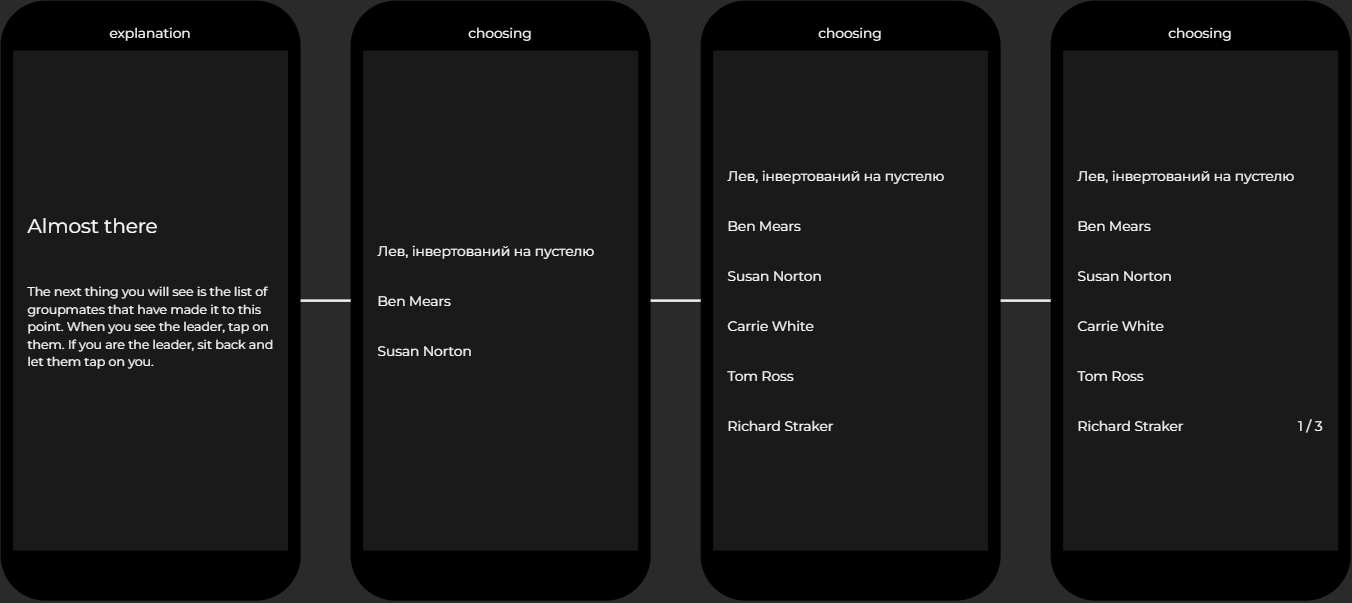 explanation
Almost there
The next thing you will see is the list of
groupmates that have made it to this
point. When you see the leader, tap on
them. If you are the leader, sit back and
let them tap on you.
choosing
Лев, інвертований на пустелю
Ben Mears
Susan Norton
choosing
Лев, інвертований на пустелю
Ben Mears
Susan Norton
Carrie White
Tom Ross
Richard Straker
choosing
Лев, інвертований на пустелю
Ben Mears
Susan Norton
Carrie White
Tom Ross
Richard Straker 1 / 3